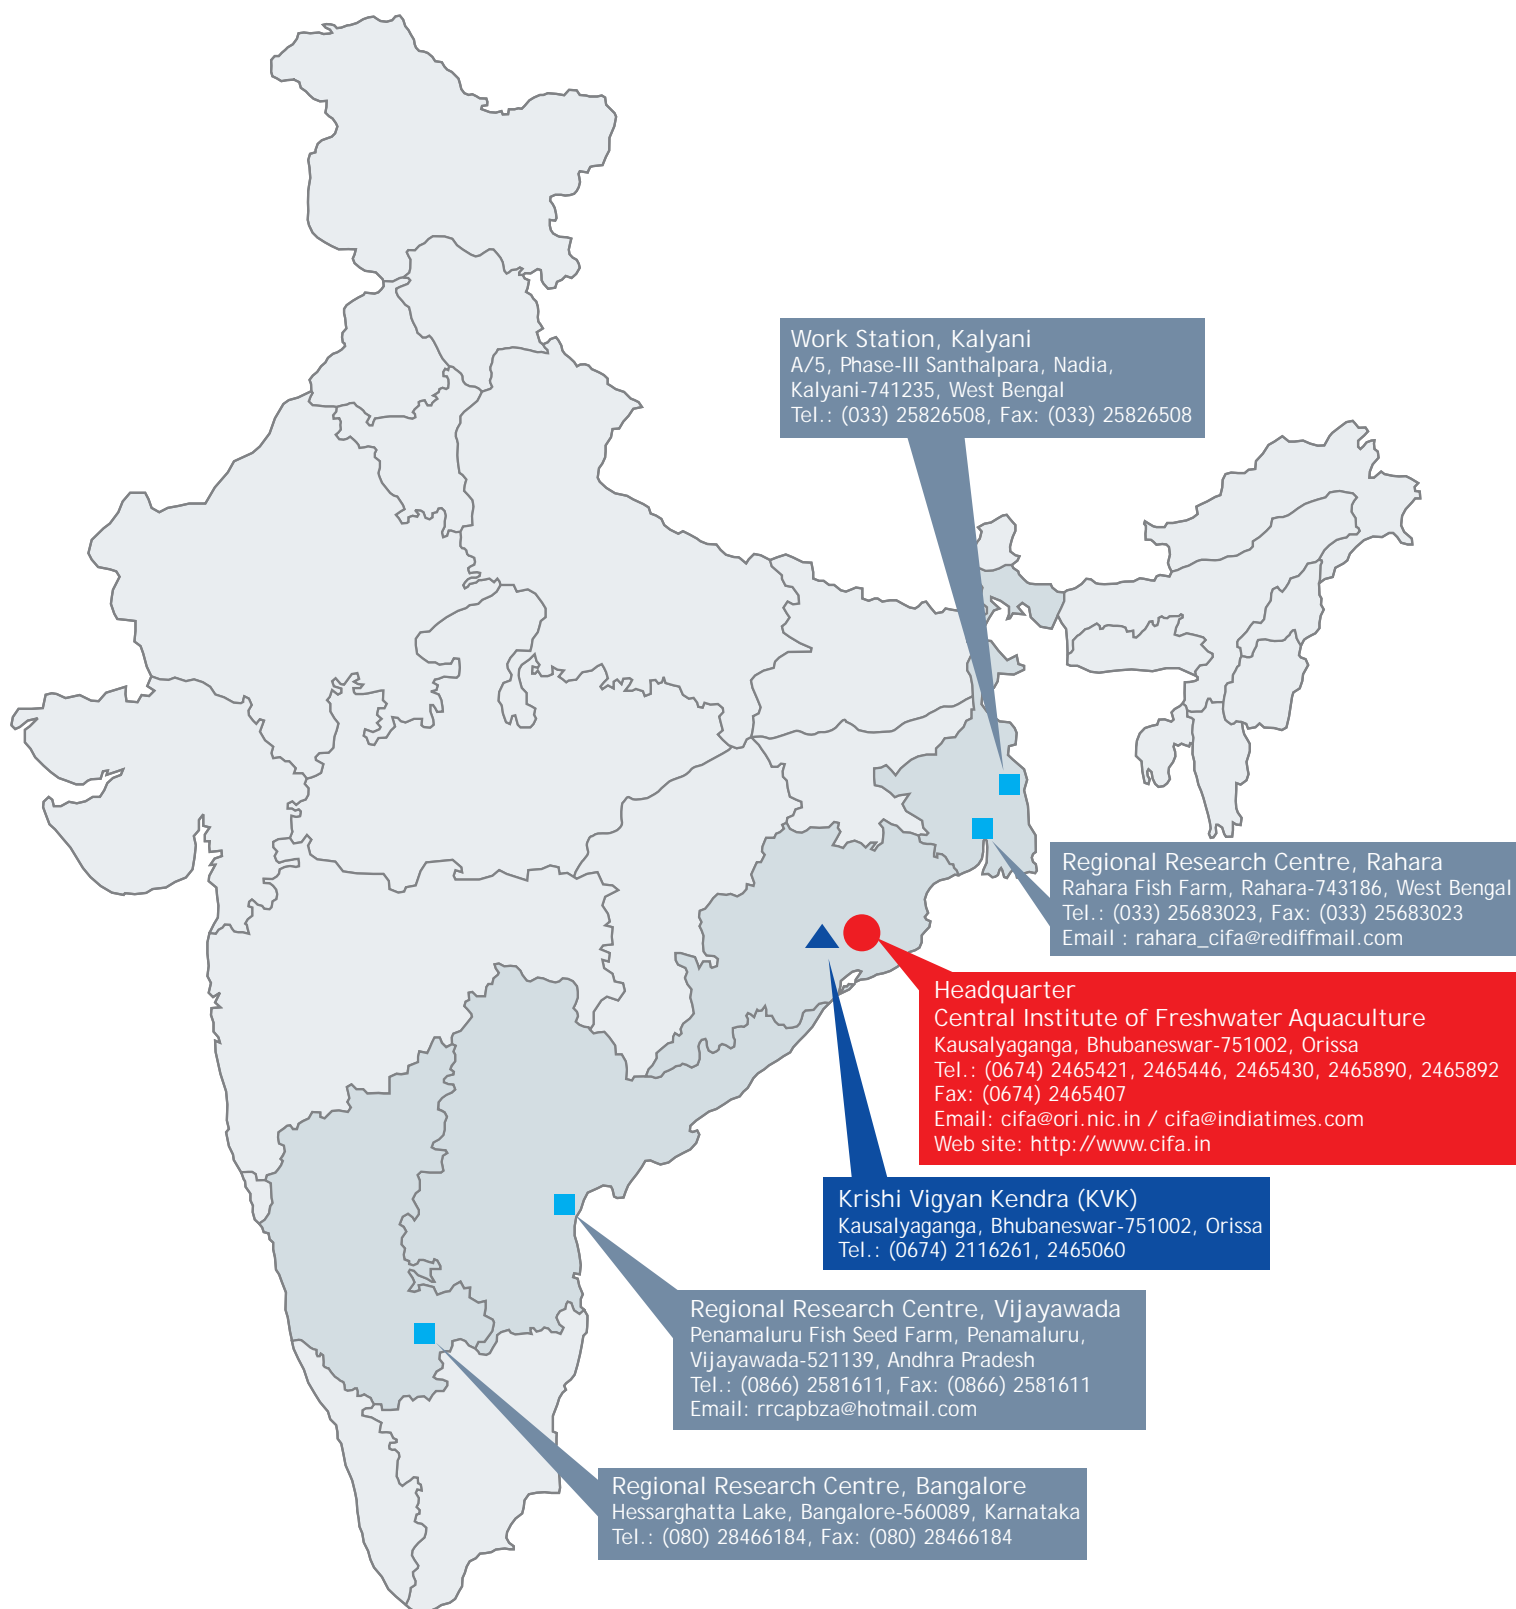 Work Station, Kalyani
A/5, Phase-III Santhalpara, Nadia,
Kalyani-741235, West Bengal
Tel.: (033) 25826508, Fax: (033) 25826508
Regional Research Centre, Rahara
Rahara Fish Farm, Rahara-743186, West Bengal
Tel.: (033) 25683023, Fax: (033) 25683023
Email : rahara_cifa@rediffmail.com
Headquarter
Central Institute of Freshwater Aquaculture
Kausalyaganga, Bhubaneswar-751002, Orissa
Tel.: (0674) 2465421, 2465446, 2465430, 2465890, 2465892
Fax: (0674) 2465407
Email: cifa@ori.nic.in / cifa@indiatimes.com
Web site: http://www.cifa.in
Krishi Vigyan Kendra (KVK)
Kausalyaganga, Bhubaneswar-751002, Orissa
Tel.: (0674) 2116261, 2465060
Regional Research Centre, Vijayawada
Penamaluru Fish Seed Farm, Penamaluru,
Vijayawada-521139, Andhra Pradesh
Tel.: (0866) 2581611, Fax: (0866) 2581611
Email: rrcapbza@hotmail.com
Regional Research Centre, Bangalore
Hessarghatta Lake, Bangalore-560089, Karnataka
Tel.: (080) 28466184, Fax: (080) 28466184